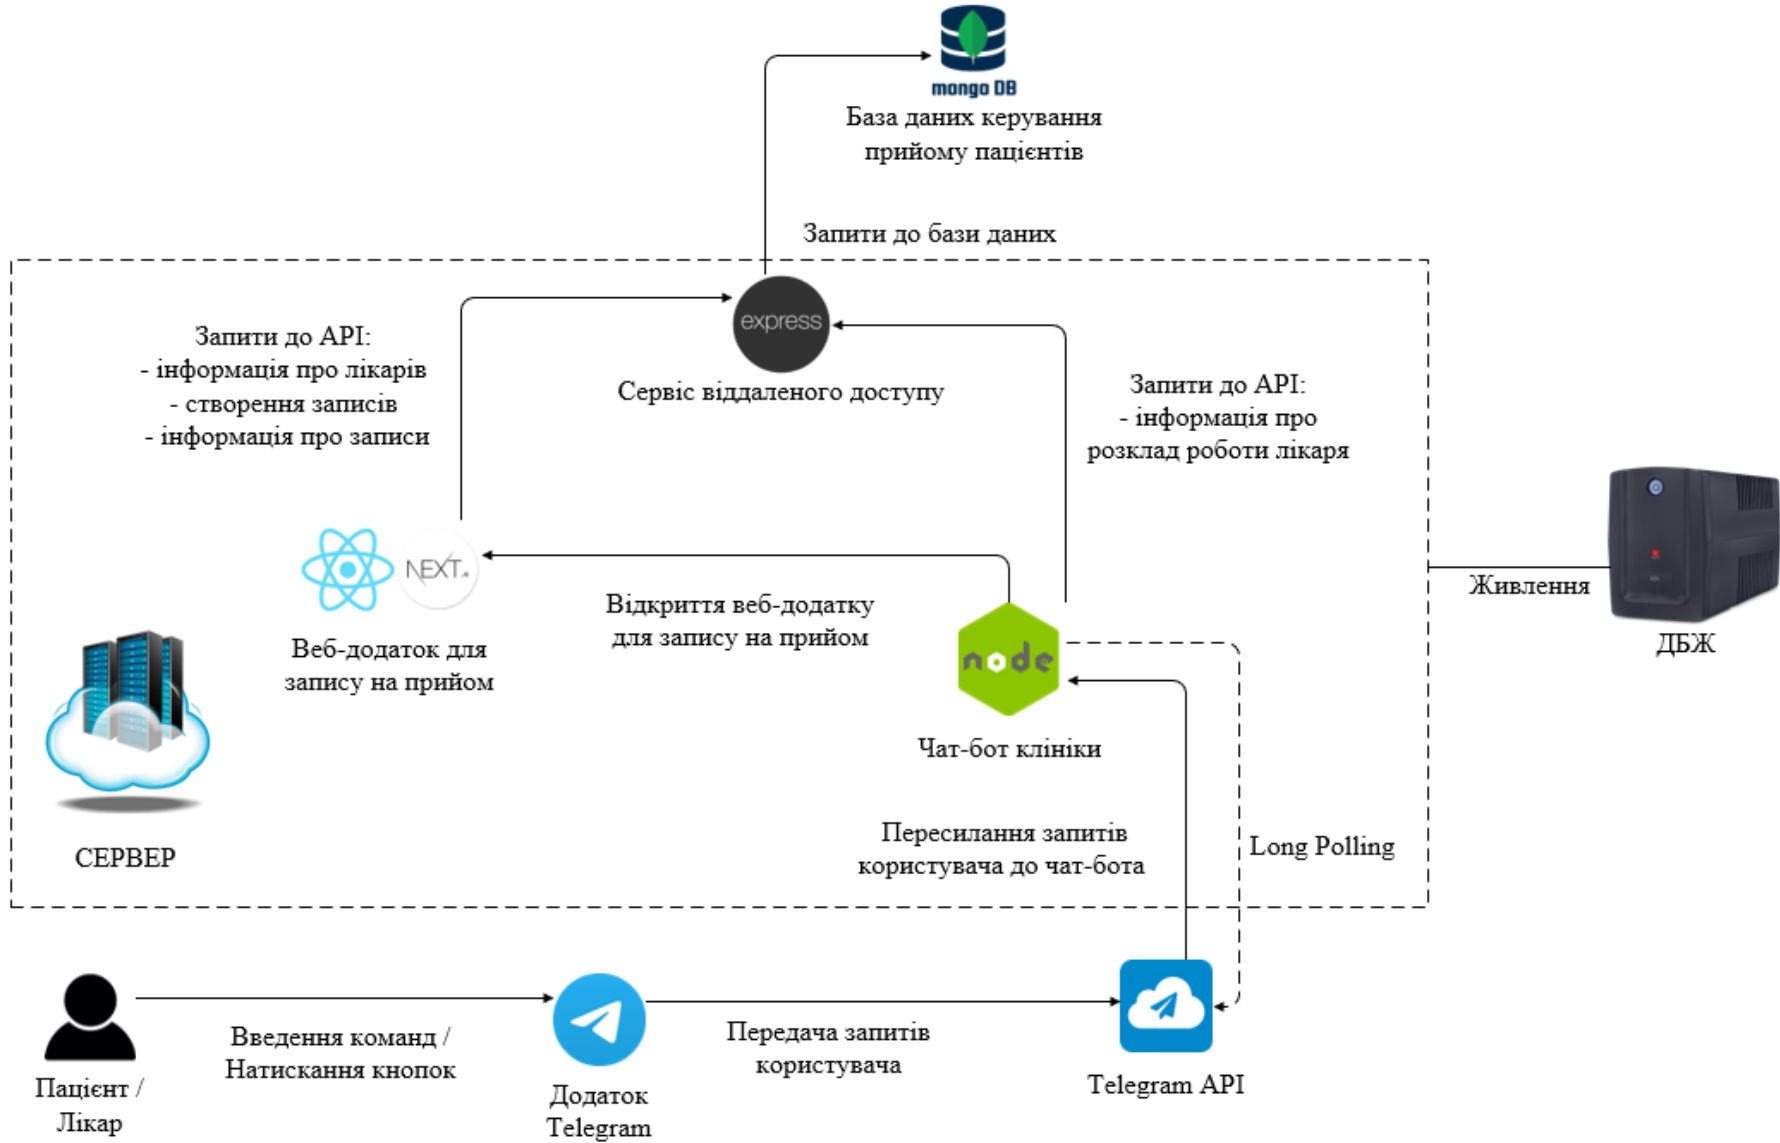 mongo DB
База даних керування
прийому пацієнтів
Запити до бази даних
express
Сервіс віддаленого доступу
Запити до API:
- інформація про лікарів
- створення записів
- інформація про записи
Запити до API:
- інформація про
розклад роботи лікаря
NEXT.JS
Веб-додаток для
запису на прийом
Відкриття веб-додатку
для запису на прийом
node
Чат-бот клініки
Живлення
ДБЖ
СЕРВЕР
Пересилання запитів
користувача до чат-бота
Long Polling
Пацієнт /
Лікар
Введення команд /
Натискання кнопок
Додаток
Telegram
Передача запитів
користувача
Telegram API